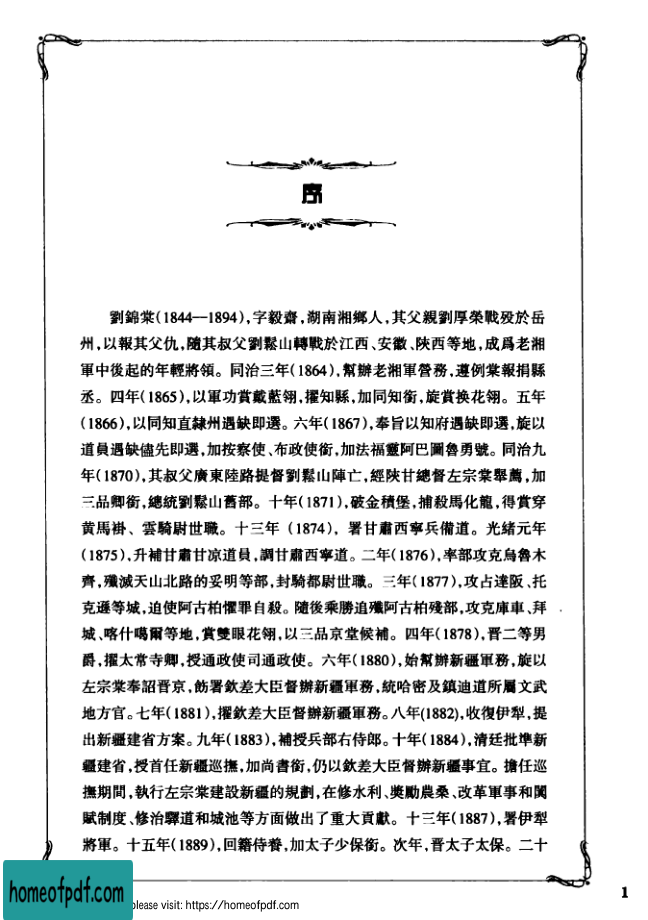 序
劉錦棠(1844—1894),字毅齋,湖南湘鄉人,其父親劉厚榮戰殁於岳
州,以報其父仇,隨其叔父劉鬆山轉戰於江西、安徽、陝西等地,成爲老湘
軍中後起的年輕將領。同治三年(1864),幫辦老湘軍營務,遵例棠報捐縣
丞。四年(1865),以軍功賞戴藍翎,擢知縣,加同知銜,旋賞换花翎。五年
(1866),以同知直隸州遇缺即選。六年(1867),奉旨以知府遇缺即選,旋以
道員遇缺儘先即選,加按察使、布政使銜,加法福靈阿巴圖魯勇號。同治九
年(1870),其叔父廣東陸路提督劉鬆山陣亡,經陝甘總督左宗棠舉薦,加
三品卿銜,總統劉鬆山舊部。十年(1871),破金積堡,捕殺馬化龍,得賞穿
黄馬褂、雲騎尉世職。十三年(1874),署甘肅西寧兵備道。光緒元年
(1875),升補甘肅甘凉道員,調甘肅西寧道。二年(1876),率部攻克烏魯木
齊,殲滅天山北路的妥明等部,封騎都尉世職。三年(1877),攻占達阪、托
克遜等城,迫使阿古柏懼罪自殺。隨後乘勝追殲阿古柏殘部,攻克庫車、拜
城、喀什噶爾等地,賞雙眼花翎,以三品京堂候補。四年(1878),晋二等男
爵,擢太常寺卿,授通政使司通政使。六年(1880),始幫辦新疆軍務,旋以
左宗棠奉詔晋京,飭署欽差大臣督辦新疆軍務,統哈密及鎮迪道所屬文武
地方官。七年(1881),擢欽差大臣督辦新疆軍務。八年(1882),收復伊犁,提
出新疆建省方案。九年(1883),補授兵部右侍郎。十年(1884),清廷批準新
疆建省,授首任新疆巡撫,加尚書銜,仍以欽差大臣督辦新疆事宜。擔任巡
撫期間,執行左宗棠建設新疆的規劃,在修水利、獎勵農桑、改革軍事和闐
賦制度、修治驛道和城池等方面做出了重大貢獻。十三年(1887),署伊犁
將軍。十五年(1889),回籍侍養,加太子少保銜。次年,晋太子太保。二十
1
homeofpdf.com
please visit: https://homeofpdf.com